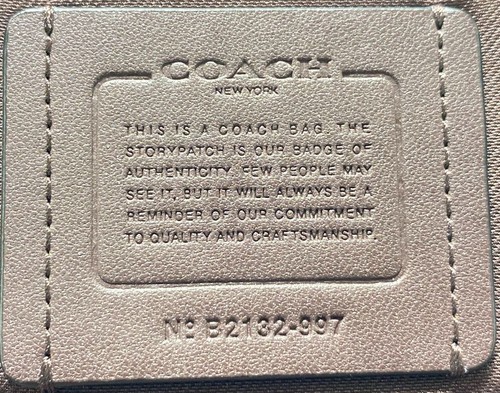 COACH
NEW YORK
THIS IS A COACH BAG. THE
STORYPATCH IS OUR BADGE OF
AUTHENTICITY. FEW PEOPLE MAY
SEE IT, BUT IT WILL ALWAYS BE A
REMINDER OF OUR COMMITMENT
TO QUALITY AND CRAFTSMANSHIP.
Nº B2132-997